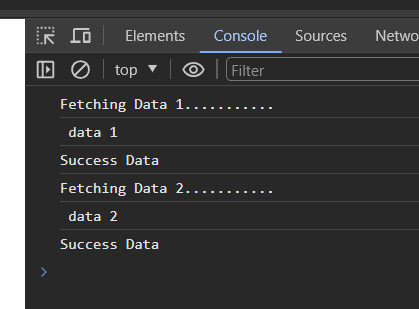 Elements Console Sources Netwo
top Filter
Fetching Data 1...........
data 1
Success Data
Fetching Data 2...........
data 2
Success Data